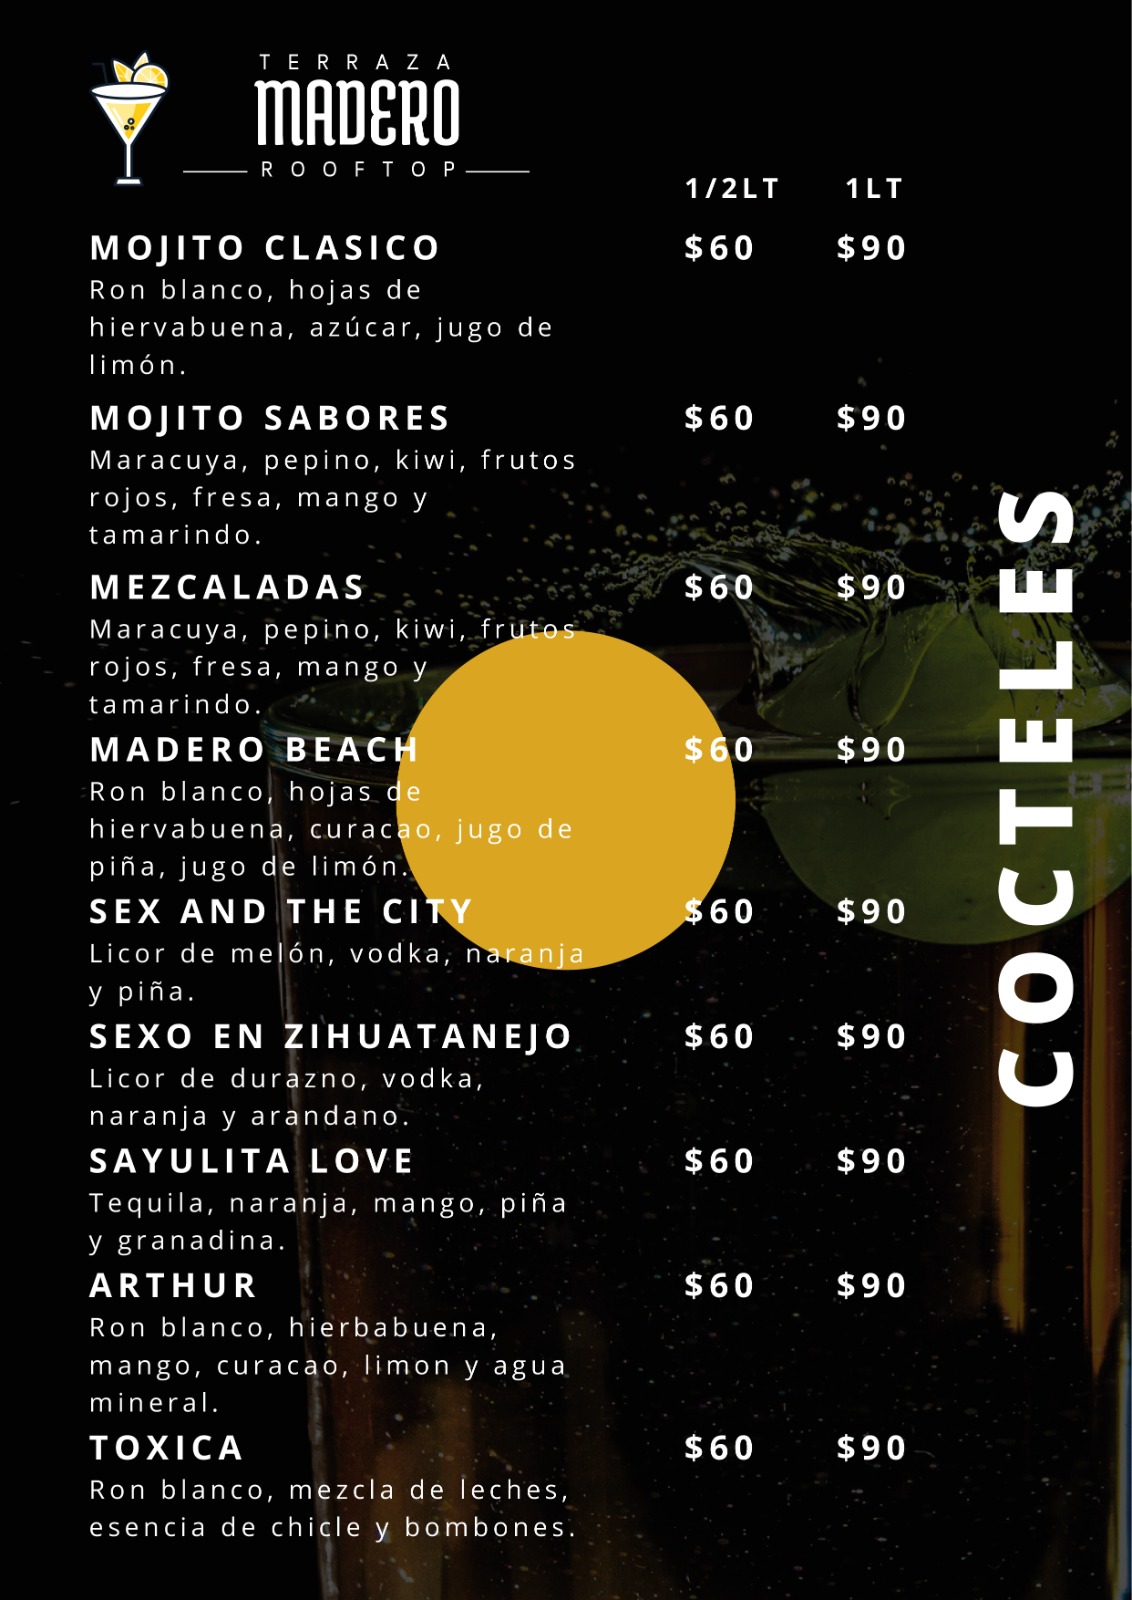 TERRAZA
MADERO
ROOFTOP
1/2LT 1LT
MOJITO CLASICO $60 $90
Ron blanco, hojas de
hiervabuena, azúcar, jugo de
limón.
MOJITO SABORES $60 $90
Maracuya, pepino, kiwi, frutos
rojos, fresa, mango y
tamarindo.
MEZCALADAS $60 $90
Maracuya, pepino, kiwi, frutos
rojos, fresa, mango y
tamarindo.
MADERO BEACH $60 $90
Ron blanco, hojas de
hiervabuena, curacao, jugo de
piña, jugo de limón.
SEX AND THE CITY $60 $90
Licor de melón, vodka, naranja
y piña.
SEXO EN ZIHUATANEJO $60 $90
Licor de durazno, vodka,
naranja y arandano.
SAYULITA LOVE $60 $90
Tequila, naranja, mango, piña
y granadina.
ARTHUR $60 $90
Ron blanco, hierbabuena,
mango, curacao, limon y agua
mineral.
TOXICA $60 $90
Ron blanco, mezcla de leches,
esencia de chicle y bombones.
COCTELES